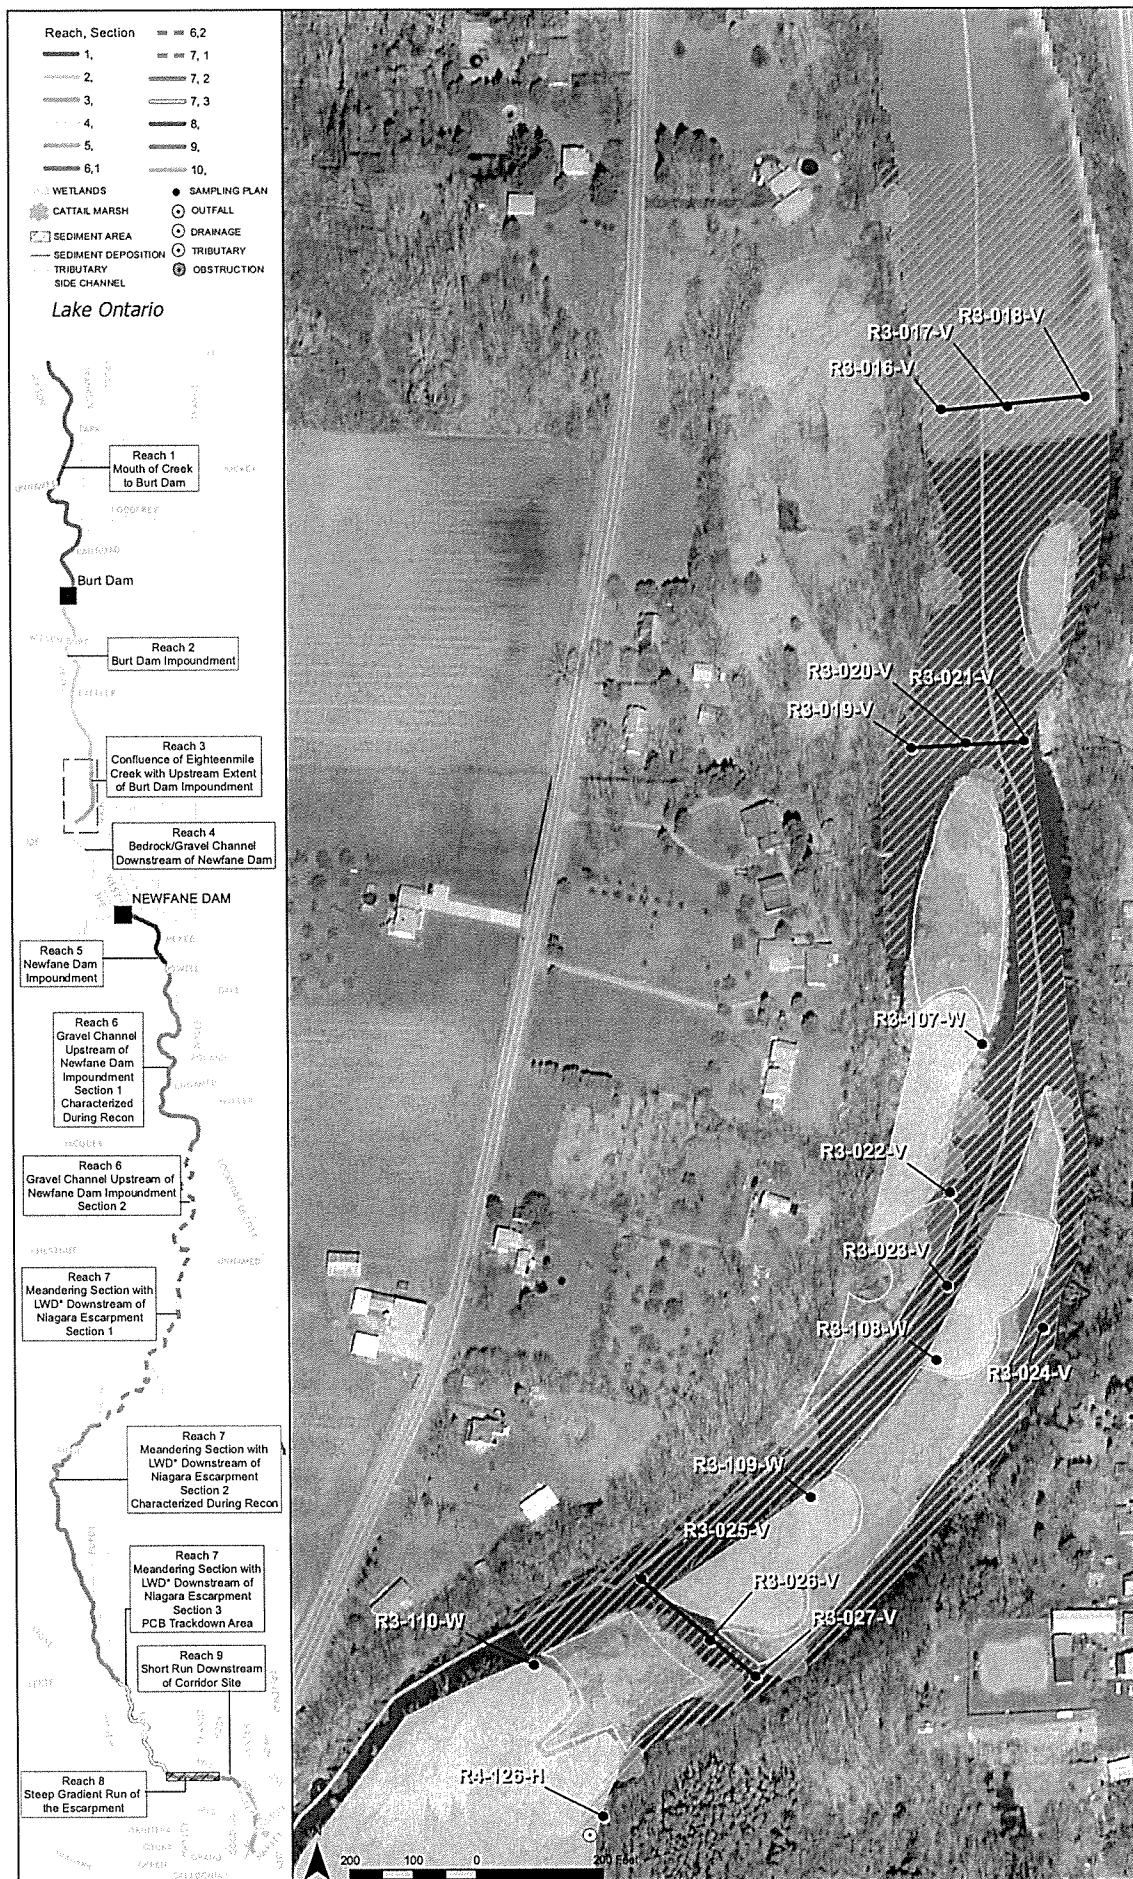 Reach, Section
1,
2,
3,
4,
5,
6,1
6,2
7, 1
7, 2
7, 3
8,
9,
10,
WETLANDS
CATTAIL MARSH
SEDIMENT AREA
SEDIMENT DEPOSITION
TRIBUTARY
SIDE CHANNEL
SAMPLING PLAN
OUTFALL
DRAINAGE
TRIBUTARY
OBSTRUCTION
Lake Ontario
PARK
Reach 1
Mouth of Creek
to Burt Dam
HICKEY
GODFREY
RAILROAD
Burt Dam
Reach 2
Burt Dam Impoundment
Reach 3
Confluence of Eighteenmile
Creek with Upstream Extent
of Burt Dam Impoundment
Reach 4
Bedrock/Gravel Channel
Downstream of Newfane Dam
NEWFANE DAM
Reach 5
Newfane Dam
Impoundment
Reach 6
Gravel Channel
Upstream of
Newfane Dam
Impoundment
Section 1
Characterized
During Recon
JACQUES
Reach 6
Gravel Channel Upstream of
Newfane Dam Impoundment
Section 2
UNNAMED
Reach 7
Meandering Section with
LWD* Downstream of
Niagara Escarpment
Section 1
Reach 7
Meandering Section with
LWD* Downstream of
Niagara Escarpment
Section 2
Characterized During Recon
Reach 7
Meandering Section with
LWD* Downstream of
Niagara Escarpment
Section 3
PCB Trackdown Area
Reach 9
Short Run Downstream
of Corridor Site
Reach 8
Steep Gradient Run of
the Escarpment
R3-018-V
R3-017-V
R3-016-V
R3-020-V
R3-021-V
R3-019-V
R3-107-W
R3-022-V
R3-023-V
R3-108-W
R3-024-V
R3-109-W
R3-025-V
R3-026-V
R3-110-W
R3-027-V
R4-126-H
200 100 0 200 Feet